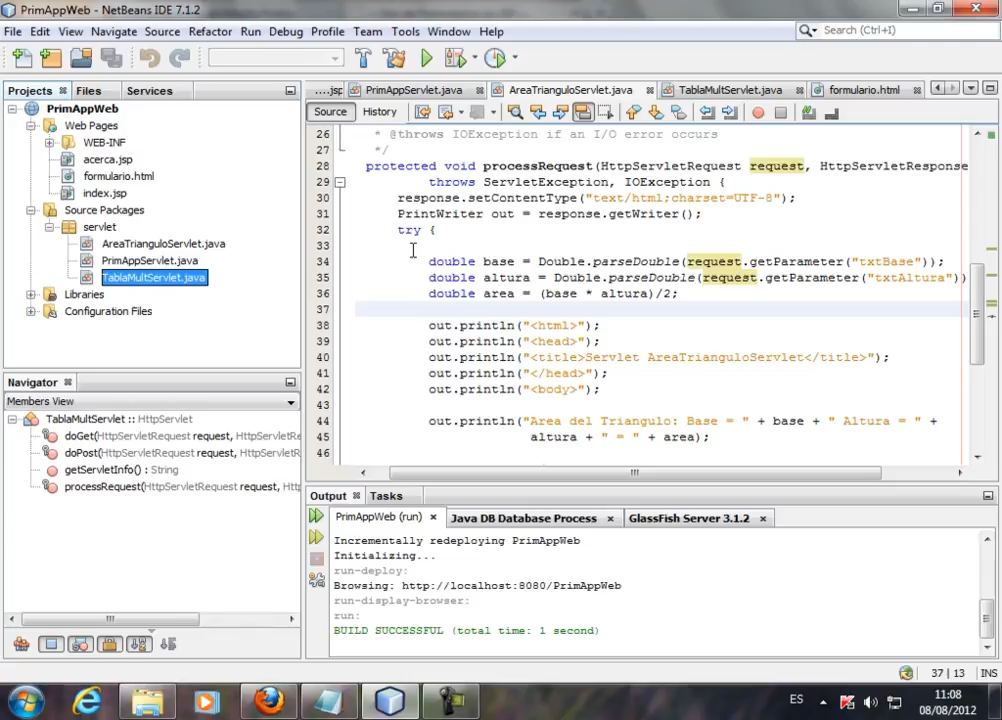 PrimAppWeb - NetBeans IDE 7.1.2
File Edit View Navigate Source Refactor Run Debug Profile Team Tools Window Help
Search (Ctrl+I)
Projects Files Services
....jsp PrimAppServlet.java AreaTrianguloServlet.java TablaMultServlet.java formulario.html
Source History
PrimAppWeb
Web Pages
WEB-INF
acerca.jsp
formulario.html
index.jsp
Source Packages
servlet
AreaTrianguloServlet.java
PrimAppServlet.java
TablaMultServlet.java
Libraries
Configuration Files
26 * @throws IOException if an I/O error occurs
27 */
28 protected void processRequest(HttpServletRequest request, HttpServletResponse
29 throws ServletException, IOException {
30 response.setContentType("text/html;charset=UTF-8");
31 PrintWriter out = response.getWriter();
32 try {
33
34 double base = Double.parseDouble(request.getParameter("txtBase"));
35 double altura = Double.parseDouble(request.getParameter("txtAltura"))
36 double area = (base * altura)/2;
37
38 out.println("<html>");
39 out.println("<head>");
40 out.println("<title>Servlet AreaTrianguloServlet</title>");
41 out.println("</head>");
42 out.println("<body>");
43
44 out.println("Area del Triangulo: Base = " + base + " Altura = " +
45 altura + " = " + area);
46
Navigator
Members View
TablaMultServlet :: HttpServlet
doGet(HttpServletRequest request, HttpServletRe
doPost(HttpServletRequest request, HttpServletR
getServletInfo() : String
processRequest(HttpServletRequest request, Htt
Output Tasks
PrimAppWeb (run) Java DB Database Process GlassFish Server 3.1.2
Incrementally redeploying PrimAppWeb
Initializing...
run-deploy:
Browsing: http://localhost:8080/PrimAppWeb
run-display-browser:
run:
BUILD SUCCESSFUL (total time: 1 second)
37 | 13 INS
ES
11:08
08/08/2012